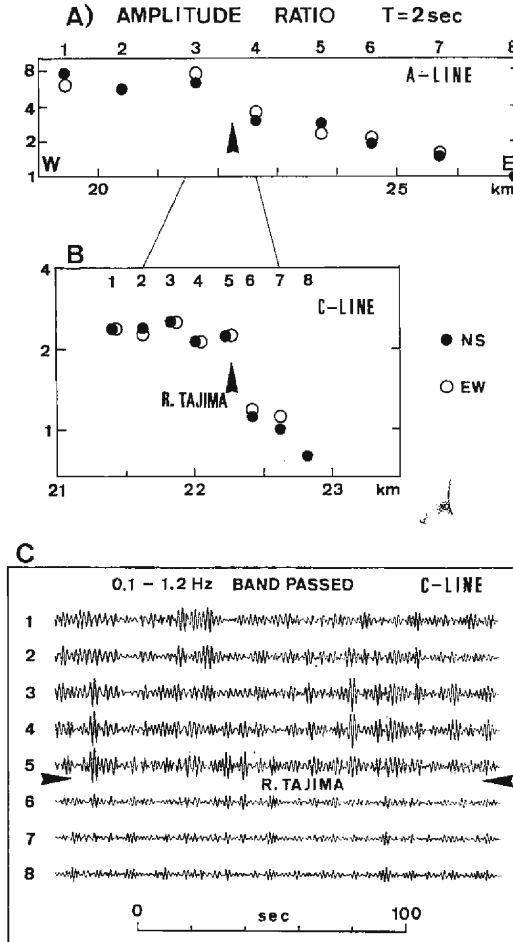 A) AMPLITUDE RATIO T=2sec
1 2 3 4 5 6 7 8
8 A-LINE
4
2
W E
1
20 25 km
B
4 1 2 3 4 5 6 7 8
C-LINE
2 NS
R. TAJIMA EW
1
21 22 23 km
C
0.1 – 1.2 Hz BAND PASSED C-LINE
1
2
3
4
5
R. TAJIMA
6
7
8
0 sec 100